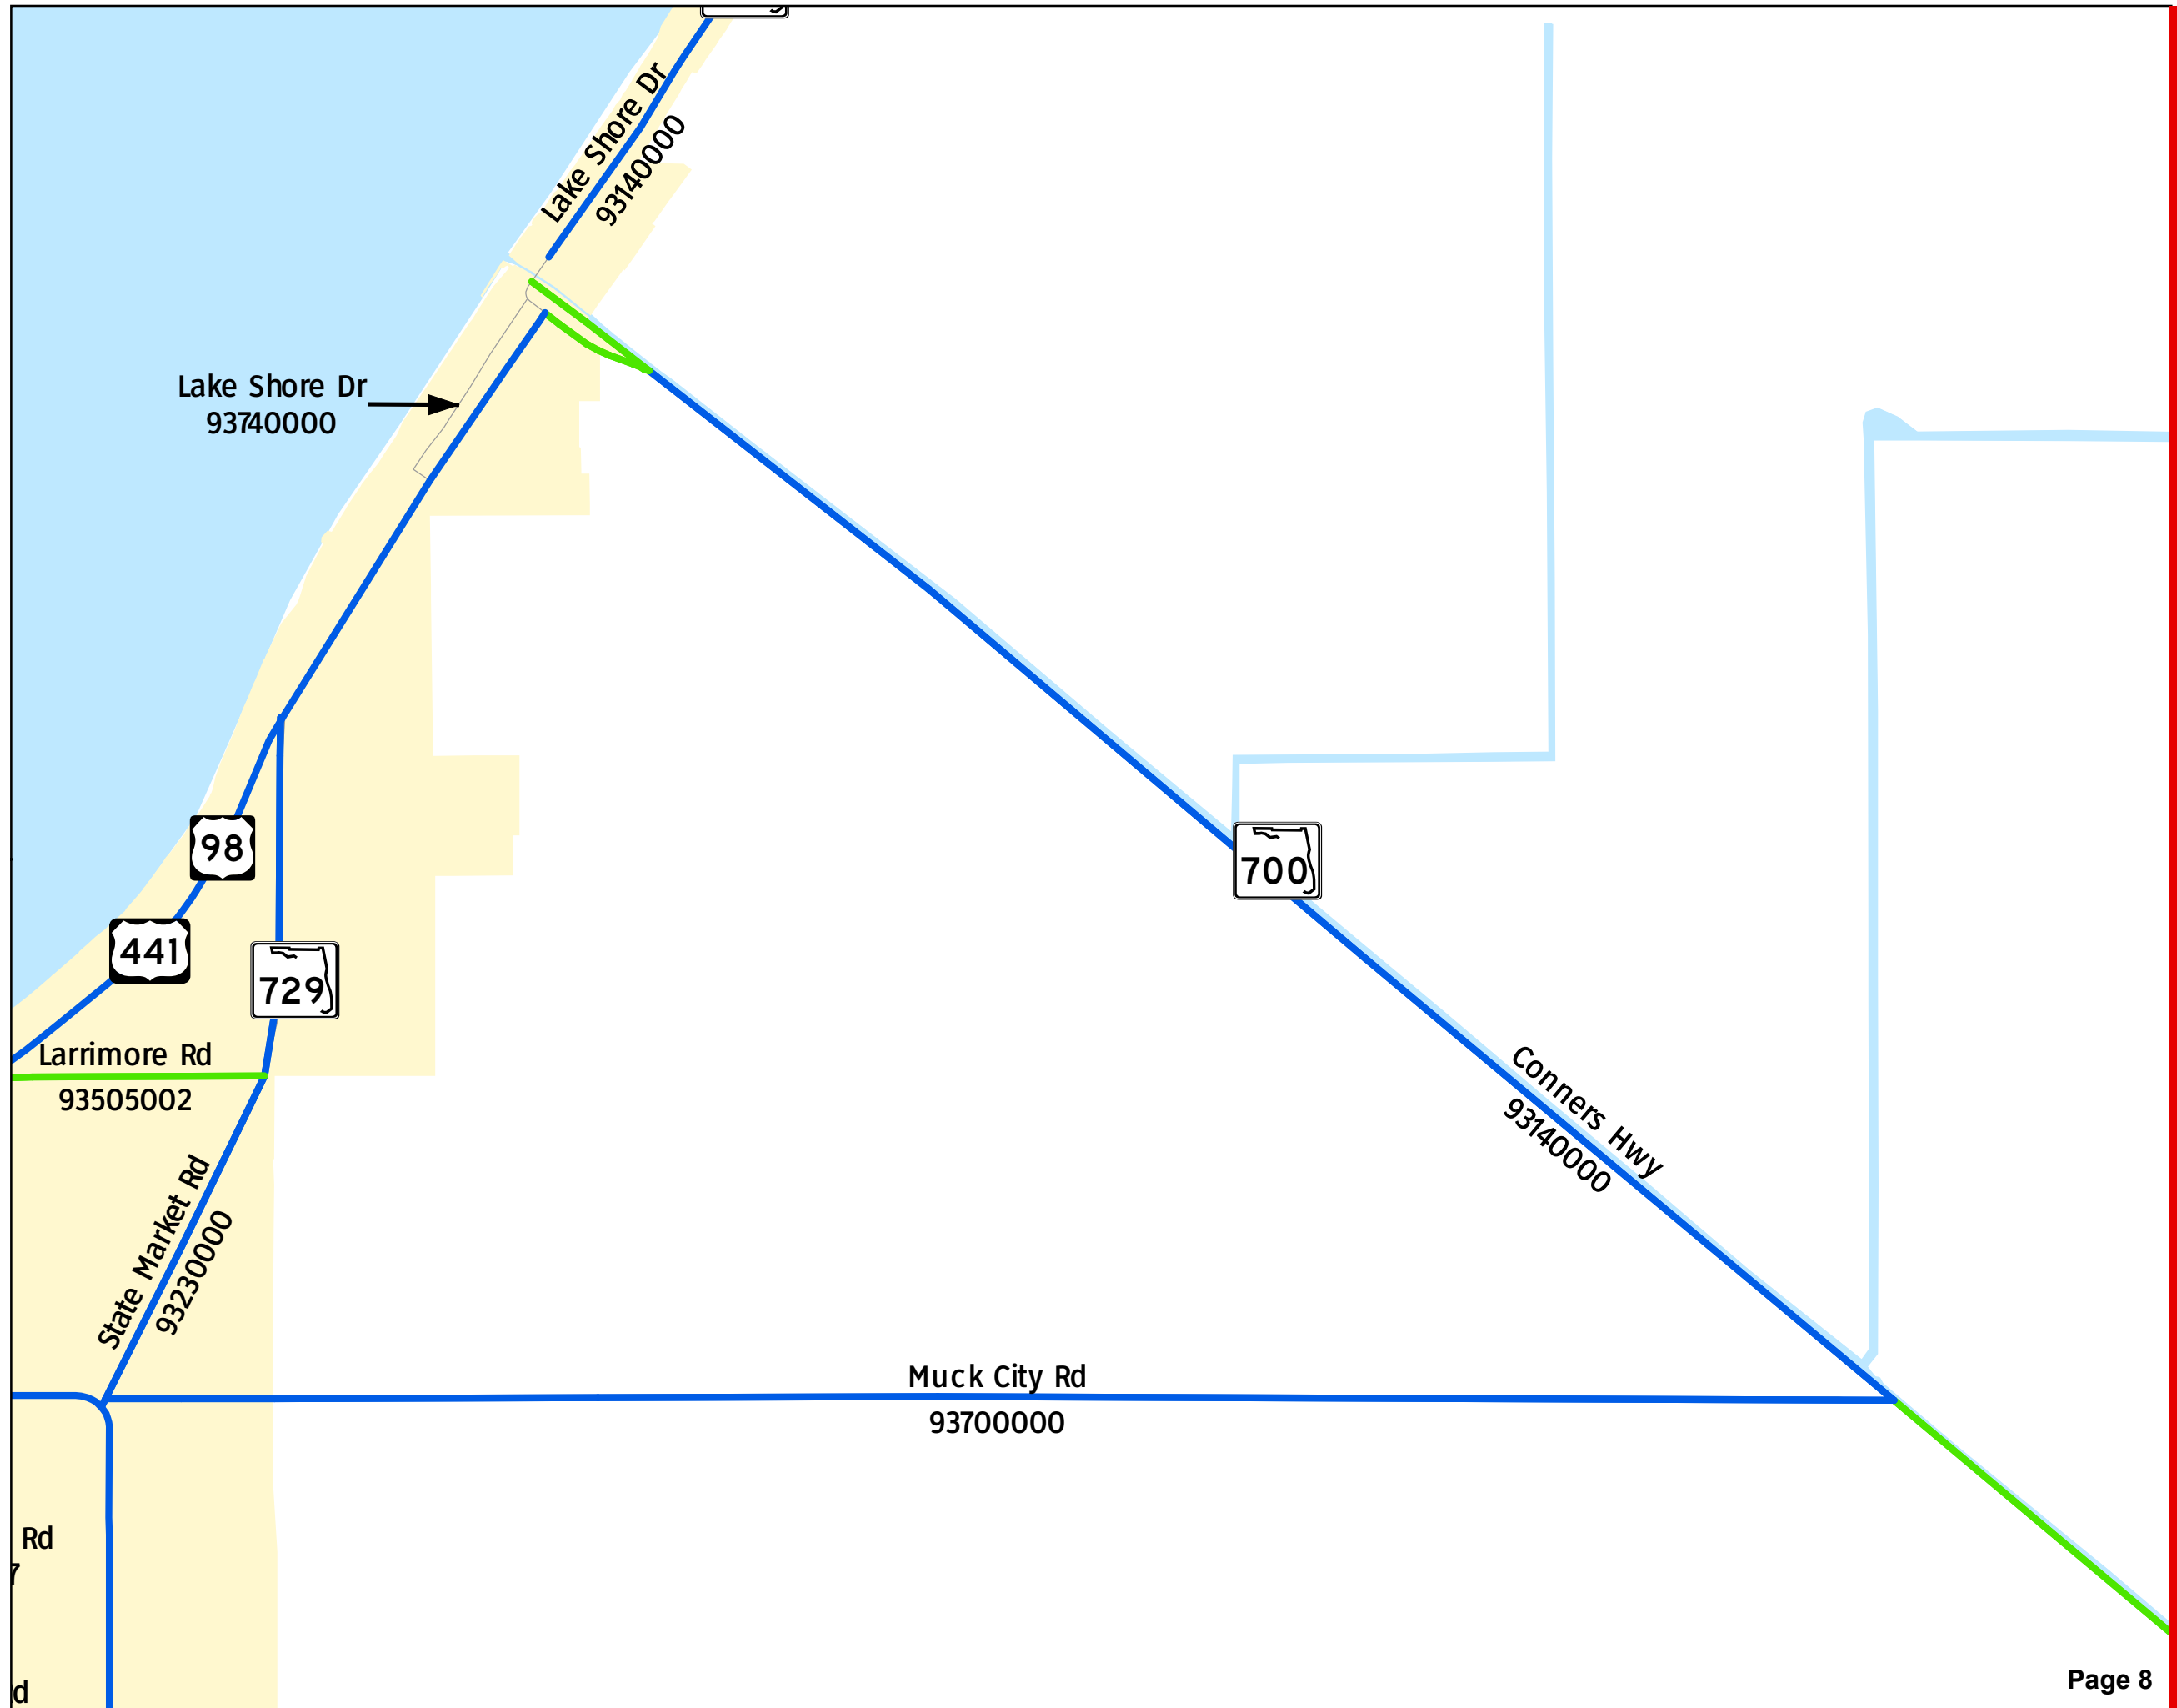 Lake Shore Dr
93140000
Lake Shore Dr
93740000
98
441
729
700
Larrimore Rd
93505002
Conners Hwy
93140000
State Market Rd
93230000
Muck City Rd
93700000
Rd
7
d
Page 8